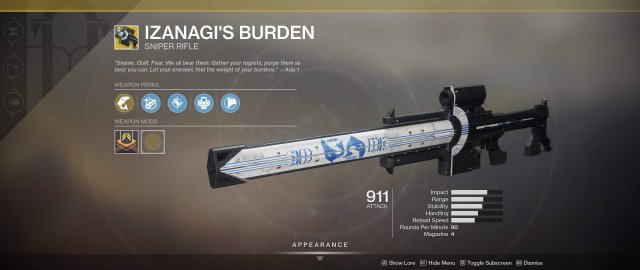 IZANAGI'S BURDEN
SNIPER RIFLE
"Shame. Guilt. Fear. We all bear them. Gather your regrets, purge them as
best you can. Let your enemies feel the weight of your burdens." —Ada-1
WEAPON PERKS
WEAPON MODS
911
ATTACK
Impact
Range
Stability
Handling
Reload Speed
Rounds Per Minute 90
Magazine 4
APPEARANCE
Show Lore
Hide Menu
Toggle Subscreen
Dismiss